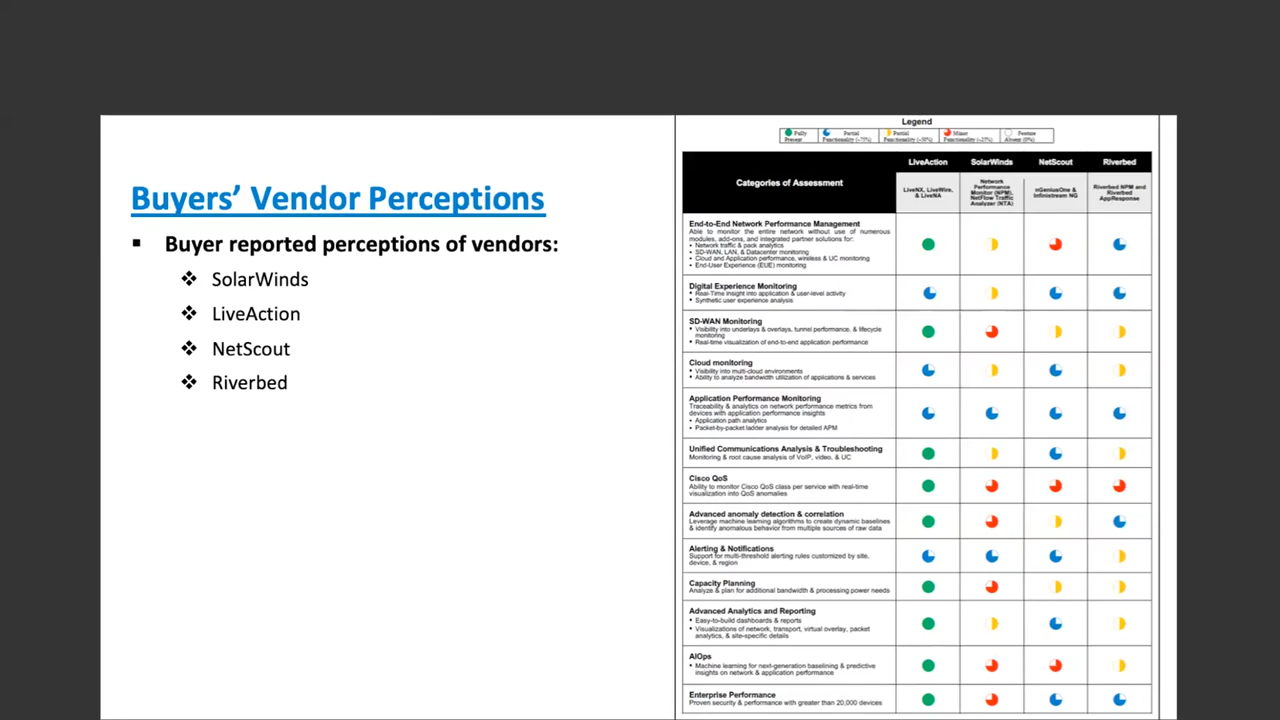 Buyers' Vendor Perceptions
▪ Buyer reported perceptions of vendors:
❖ SolarWinds
❖ LiveAction
❖ NetScout
❖ Riverbed
Legend
Fully Present
Partial Functionality (~75%)
Partial Functionality (~50%)
Minor Functionality (~25%)
Feature Absent (0%)
Categories of Assessment
LiveAction
SolarWinds
NetScout
Riverbed
LiveNX, LiveWire,
& LiveNA
Network
Performance
Monitor (NPM),
NetFlow Traffic
Analyzer (NTA)
nGeniusOne &
Infinistream NG
Riverbed NPM and
Riverbed
AppResponse
End-to-End Network Performance Management
Able to monitor the entire network without use of numerous
modules, add-ons, and integrated partner solutions for:
• Network traffic & pack analytics
• SD-WAN, LAN, & Datacenter monitoring
• Cloud and Application performance, wireless & UC monitoring
• End-User Experience (EUE) monitoring
Digital Experience Monitoring
• Real-Time insight into application & user-level activity
• Synthetic user experience analysis
SD-WAN Monitoring
• Visibility into underlays & overlays, tunnel performance, & lifecycle
monitoring
• Real-time visualization of end-to-end application performance
Cloud monitoring
• Visibility into multi-cloud environments
• Ability to analyze bandwidth utilization of applications & services
Application Performance Monitoring
Traceability & analytics on network performance metrics from
devices with application performance insights
• Application path analytics
• Packet-by-packet ladder analysis for detailed APM
Unified Communications Analysis & Troubleshooting
Monitoring & root cause analysis of VoIP, video, & UC
Cisco QoS
Ability to monitor Cisco QoS class per service with real-time
visualization into QoS anomalies
Advanced anomaly detection & correlation
Leverage machine learning algorithms to create dynamic baselines
& identify anomalous behavior from multiple sources of raw data
Alerting & Notifications
Support for multi-threshold alerting rules customized by site,
device, & region
Capacity Planning
Analyze & plan for additional bandwidth & processing power needs
Advanced Analytics and Reporting
• Easy-to-build dashboards & reports
• Visualizations of network, transport, virtual overlay, packet
analytics, & site-specific details
AIOps
• Machine learning for next-generation baselining & predictive
insights on network & application performance
Enterprise Performance
Proven security & performance with greater than 20,000 devices